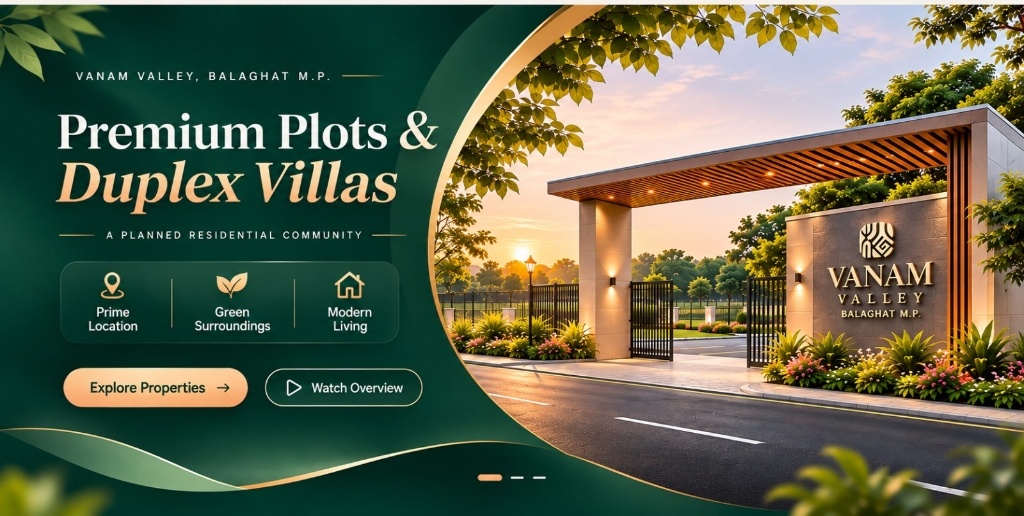 VANAM VALLEY, BALAGHAT M.P.
Premium Plots &
Duplex Villas
A PLANNED RESIDENTIAL COMMUNITY
Prime
Location
Green
Surroundings
Modern
Living
Explore Properties →
Watch Overview
VANAM
VALLEY
BALAGHAT M.P.